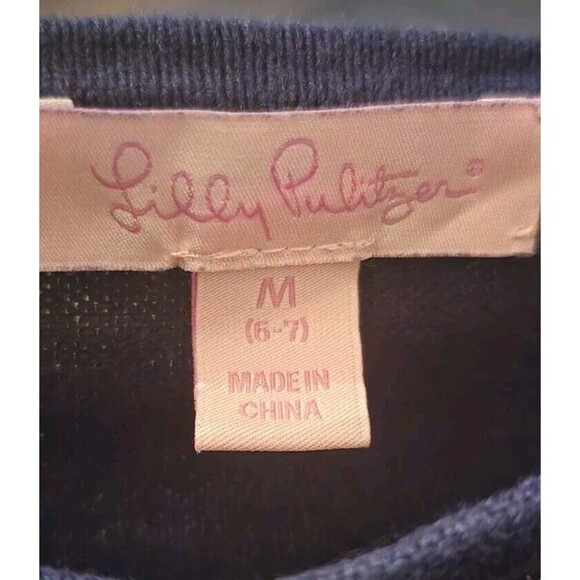 Lilly Pulitzer®
M
(6-7)
MADE IN
CHINA